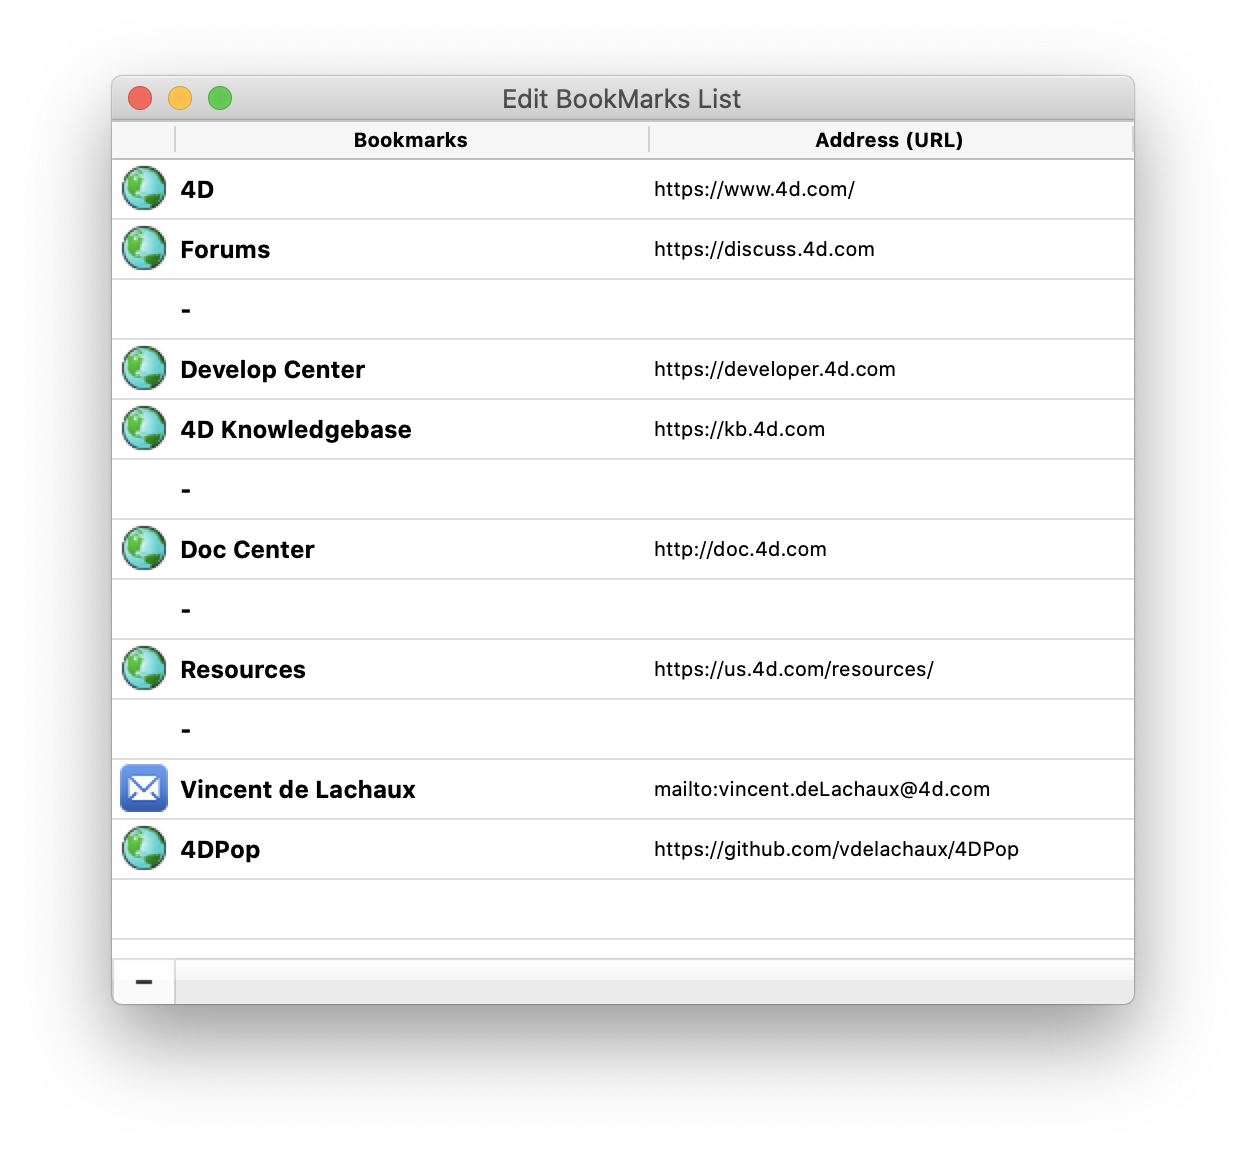 Edit BookMarks List
Bookmarks Address (URL)
4D https://www.4d.com/
Forums https://discuss.4d.com
-
Develop Center https://developer.4d.com
4D Knowledgebase https://kb.4d.com
-
Doc Center http://doc.4d.com
-
Resources https://us.4d.com/resources/
-
Vincent de Lachaux mailto:vincent.deLachaux@4d.com
4DPop https://github.com/vdelachaux/4DPop